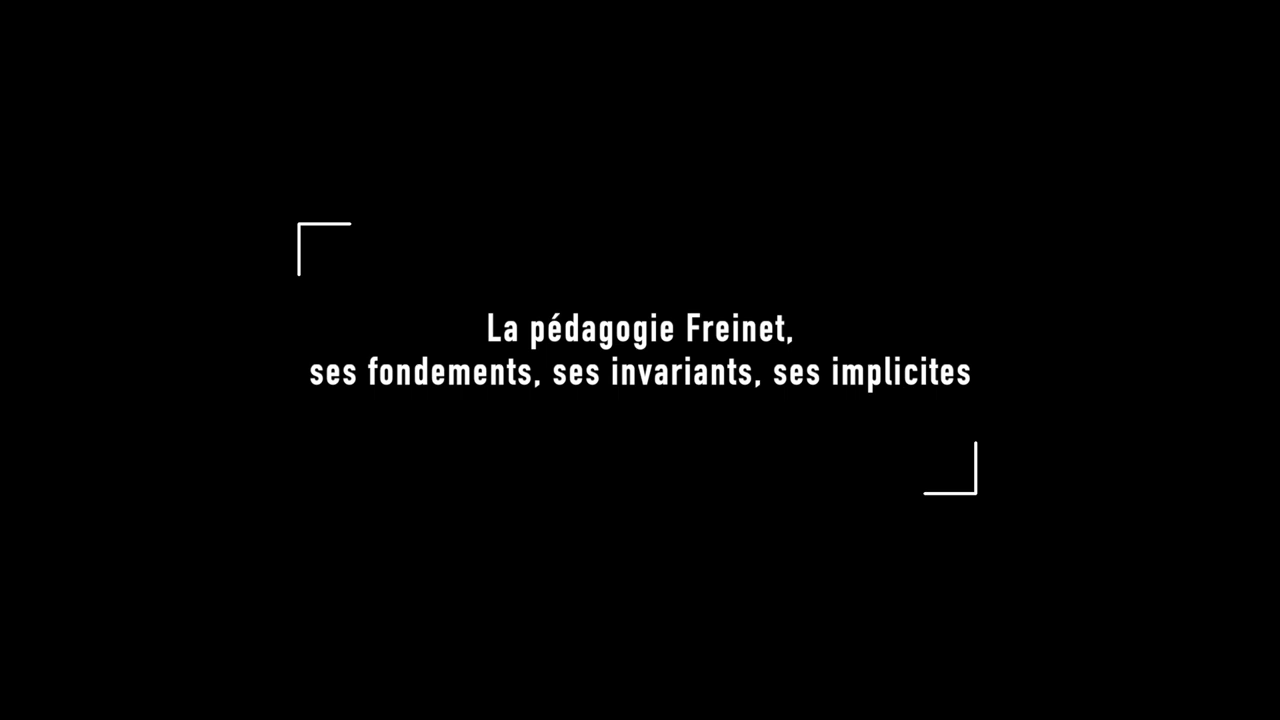 La pédagogie Freinet,
ses fondements, ses invariants, ses implicites